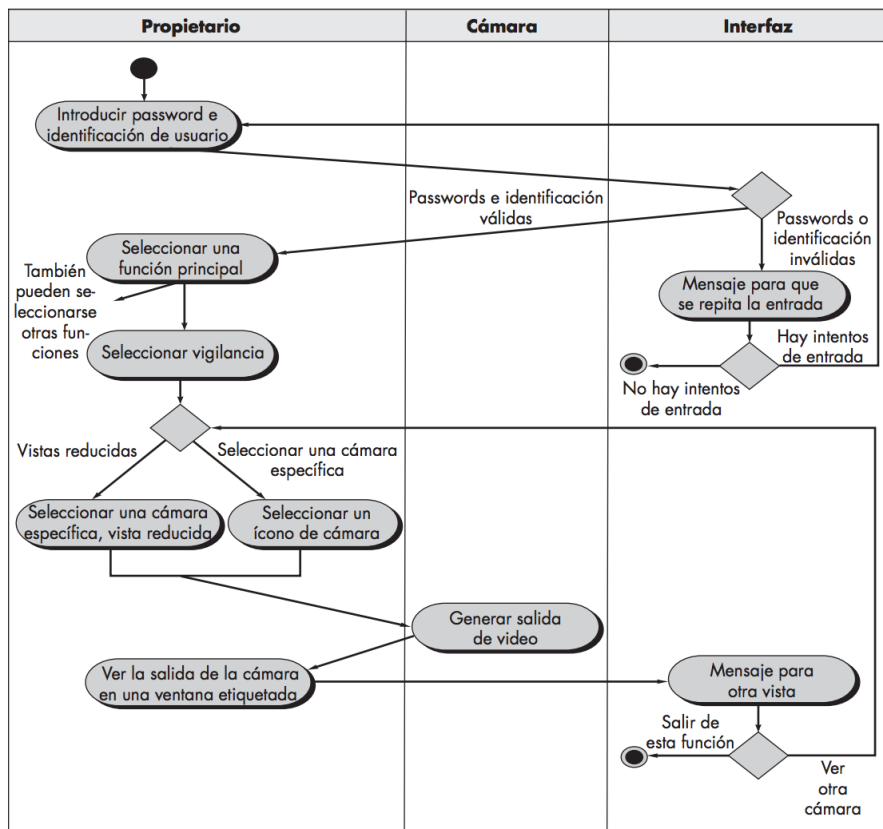 Propietario
Cámara
Interfaz
Introducir password e
identificación de usuario
Passwords e identificación
válidas
Passwords o
identificación
inválidas
Seleccionar una
función principal
También
pueden se-
leccionarse
otras fun-
ciones
Mensaje para que
se repita la entrada
Seleccionar vigilancia
Hay intentos
de entrada
No hay intentos
de entrada
Vistas reducidas
Seleccionar una cámara
específica
Seleccionar una cámara
específica, vista reducida
Seleccionar un
ícono de cámara
Generar salida
de video
Ver la salida de la cámara
en una ventana etiquetada
Mensaje para
otra vista
Salir de
esta función
Ver
otra
cámara